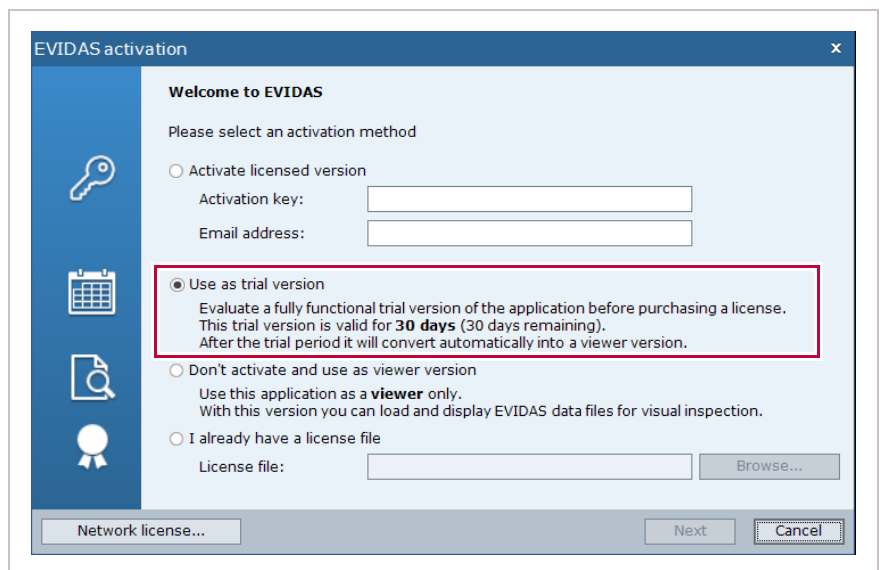 EVIDAS activation x
Welcome to EVIDAS
Please select an activation method
Activate licensed version
Activation key:
Email address:
Use as trial version
Evaluate a fully functional trial version of the application before purchasing a license.
This trial version is valid for 30 days (30 days remaining).
After the trial period it will convert automatically into a viewer version.
Don't activate and use as viewer version
Use this application as a viewer only.
With this version you can load and display EVIDAS data files for visual inspection.
I already have a license file
License file: Browse...
Network license... Next Cancel